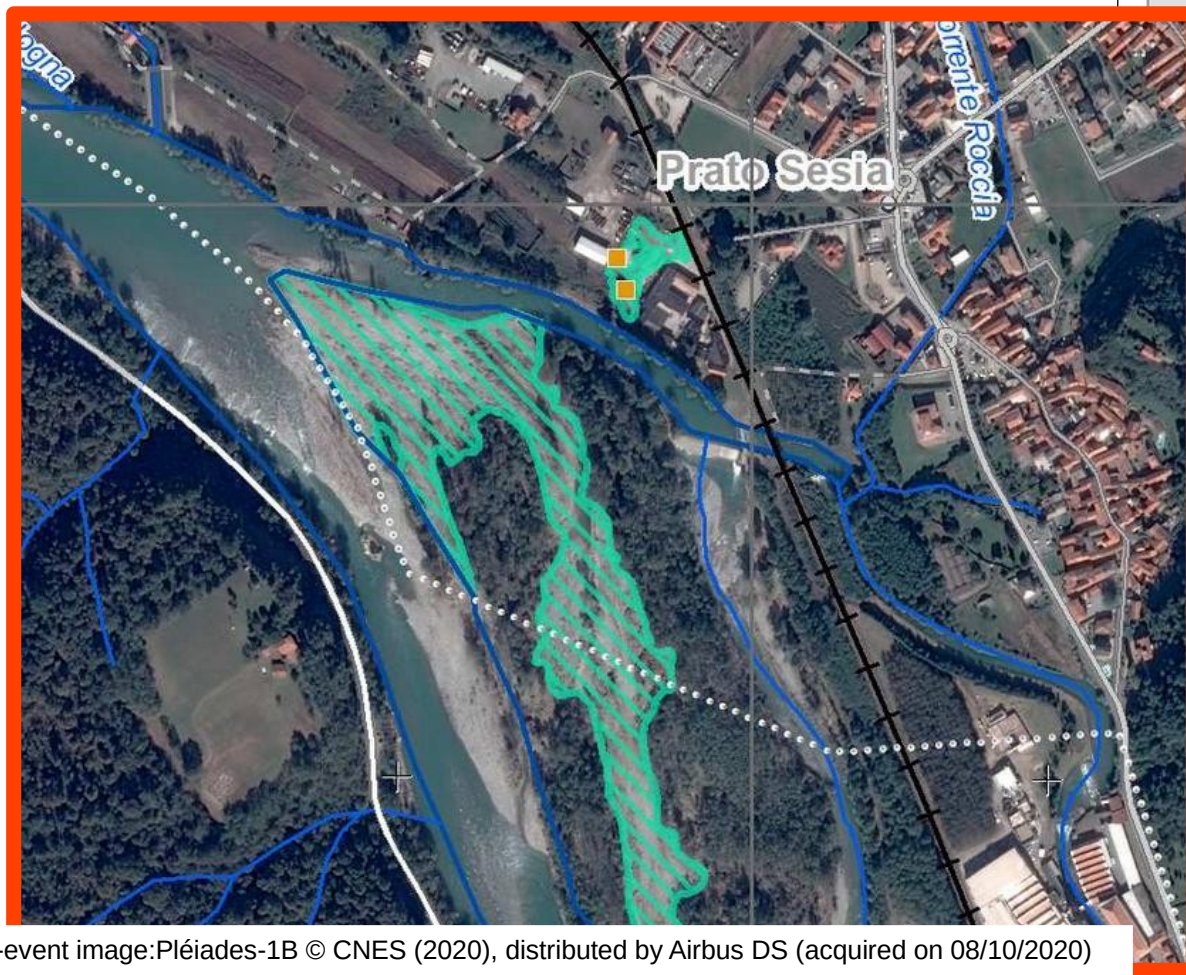 ogna
orrente Roccia
Prato Sesia
-event image:Pléiades-1B © CNES (2020), distributed by Airbus DS (acquired on 08/10/2020)